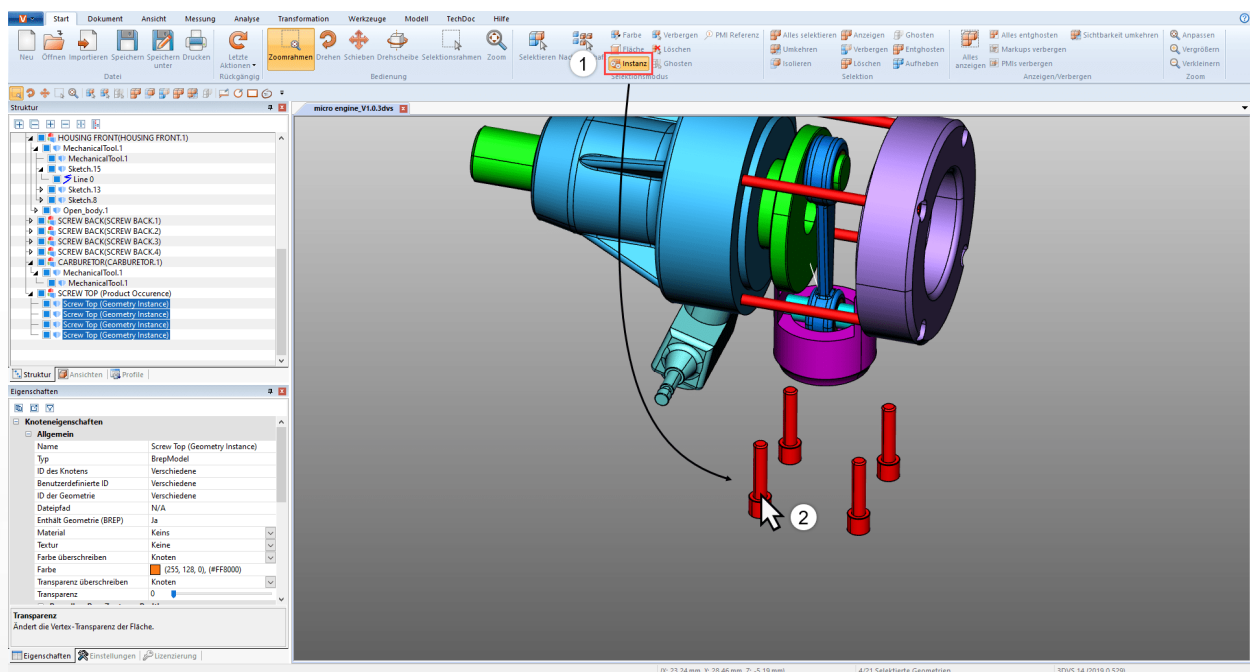 Start Dokument Ansicht Messung Analyse Transformation Werkzeuge Modell TechDoc Hilfe
Neu Öffnen Importieren Speichern Speichern unter Drucken
Datei
Letzte Aktionen
Rückgängig
Zoomrahmen Drehen Schieben Drehscheibe Selektionsrahmen Zoom
Bedienung
Selektieren
1
Farbe Verbergen PMI Referenz
Fläche Löschen
Instanz Ghosten
Selektionsmodus
Alles selektieren Anzeigen Ghosten
Umkehren Verbergen Entghosten
Isolieren Löschen Aufheben
Selektion
Alles anzeigen
Alles entghosten Sichtbarkeit umkehren
Markups verbergen
PMIs verbergen
Anzeigen/Verbergen
Anpassen
Vergrößern
Verkleinern
Zoom
Struktur
micro engine_V1.0.3dvs
HOUSING FRONT(HOUSING FRONT.1)
MechanicalTool.1
MechanicalTool.1
Sketch.15
Line 0
Sketch.13
Sketch.8
Open_body.1
SCREW BACK(SCREW BACK.1)
SCREW BACK(SCREW BACK.2)
SCREW BACK(SCREW BACK.3)
SCREW BACK(SCREW BACK.4)
CARBURETOR(CARBURETOR.1)
MechanicalTool.1
MechanicalTool.1
SCREW TOP (Product Occurence)
Screw Top (Geometry Instance)
Screw Top (Geometry Instance)
Screw Top (Geometry Instance)
Screw Top (Geometry Instance)
Struktur Ansichten Profile
Eigenschaften
Knoteneigenschaften
Allgemein
Name Screw Top (Geometry Instance)
Typ BrepModel
ID des Knotens Verschiedene
Benutzerdefinierte ID Verschiedene
ID der Geometrie Verschiedene
Dateipfad N/A
Enthält Geometrie (BREP) Ja
Material Keins
Textur Keine
Farbe überschreiben Knoten
Farbe (255, 128, 0), (#FF8000)
Transparenz überschreiben Knoten
Transparenz 0
Transparenz
Ändert die Vertex-Transparenz der Fläche.
Eigenschaften Einstellungen Lizenzierung
2
4/21 Selektierte Geometrien
3DVS 14 (2019.0.529)